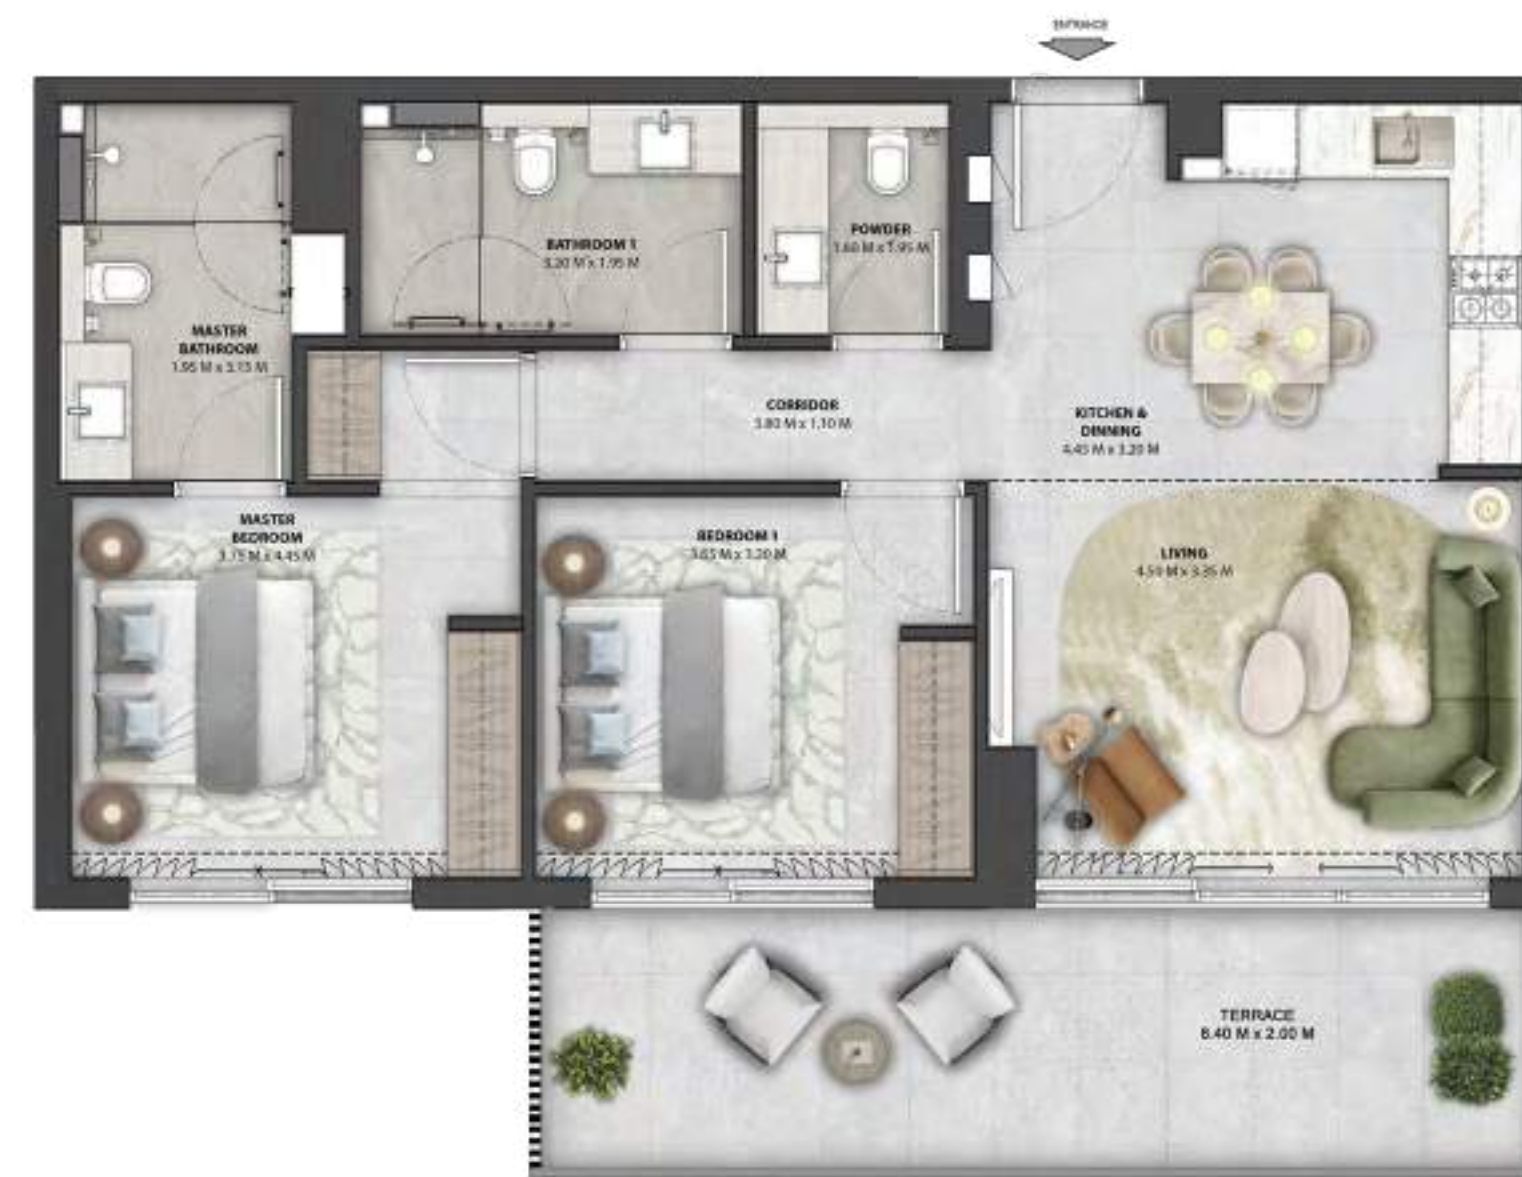 ENTRANCE
BATHROOM 1
3.20 M x 1.95 M
POWDER
1.60 M x 1.95 M
MASTER
BATHROOM
1.95 M x 3.15 M
CORRIDOR
3.80 M x 1.10 M
KITCHEN &
DINNING
4.45 M x 3.20 M
MASTER
BEDROOM
3.75 M x 4.45 M
BEDROOM 1
3.65 M x 3.20 M
LIVING
4.50 M x 3.35 M
TERRACE
8.40 M x 2.00 M